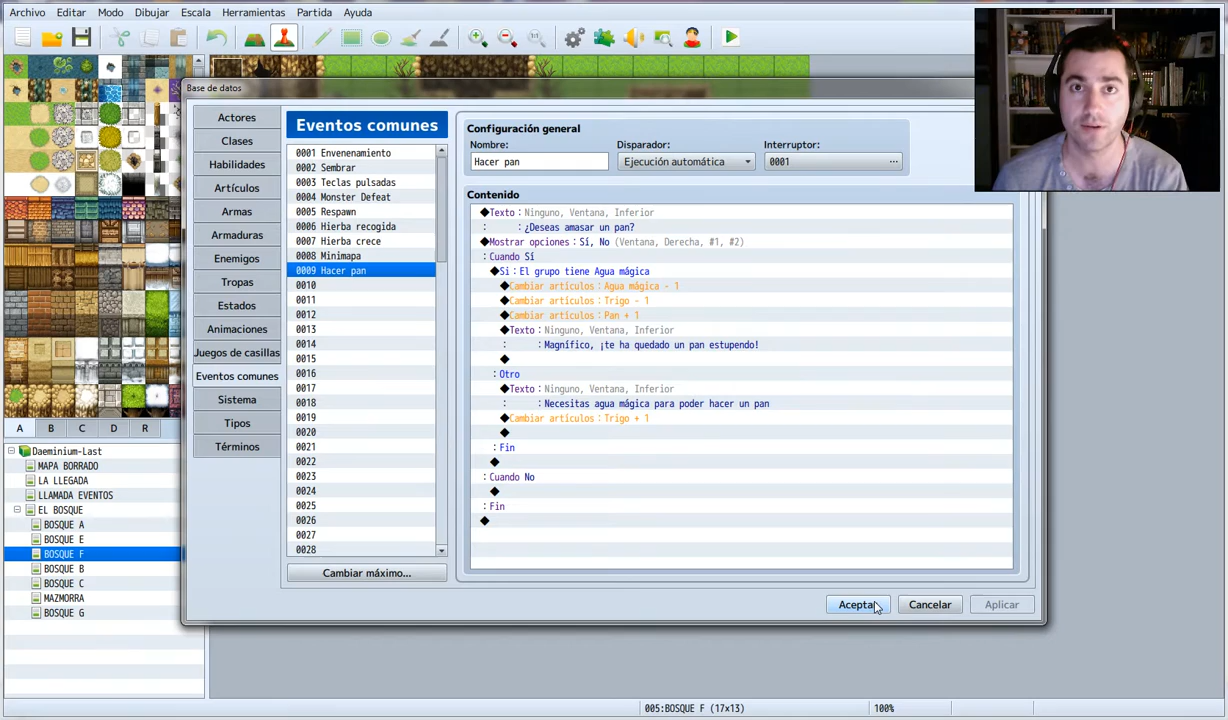 Archivo Editar Modo Dibujar Escala Herramientas Partida Ayuda
Base de datos
Actores
Clases
Habilidades
Artículos
Armas
Armaduras
Enemigos
Tropas
Estados
Animaciones
Juegos de casillas
Eventos comunes
Sistema
Tipos
Términos
Eventos comunes
0001 Envenenamiento
0002 Sembrar
0003 Teclas pulsadas
0004 Monster Defeat
0005 Respawn
0006 Hierba recogida
0007 Hierba crece
0008 Minimapa
0009 Hacer pan
0010
0011
0012
0013
0014
0015
0016
0017
0018
0019
0020
0021
0022
0023
0024
0025
0026
0027
0028
Cambiar máximo...
Configuración general
Nombre: Disparador: Interruptor:
Hacer pan Ejecución automática 0001 ...
Contenido
◆Texto:Ninguno, Ventana, Inferior
: :¿Deseas amasar un pan?
◆Mostrar opciones:Sí, No (Ventana, Derecha, #1, #2)
:Cuando Sí
◆Si:El grupo tiene Agua mágica
◆Cambiar artículos:Agua mágica - 1
◆Cambiar artículos:Trigo - 1
◆Cambiar artículos:Pan + 1
◆Texto:Ninguno, Ventana, Inferior
: :Magnífico, ¡te ha quedado un pan estupendo!
◆
:Otro
◆Texto:Ninguno, Ventana, Inferior
: :Necesitas agua mágica para poder hacer un pan
◆Cambiar artículos:Trigo + 1
◆
:Fin
◆
:Cuando No
◆
:Fin
◆
Aceptar Cancelar Aplicar
A B C D R
Daeminium-Last
MAPA BORRADO
LA LLEGADA
LLAMADA EVENTOS
EL BOSQUE
BOSQUE A
BOSQUE E
BOSQUE F
BOSQUE B
BOSQUE C
MAZMORRA
BOSQUE G
005:BOSQUE F (17x13) 100%